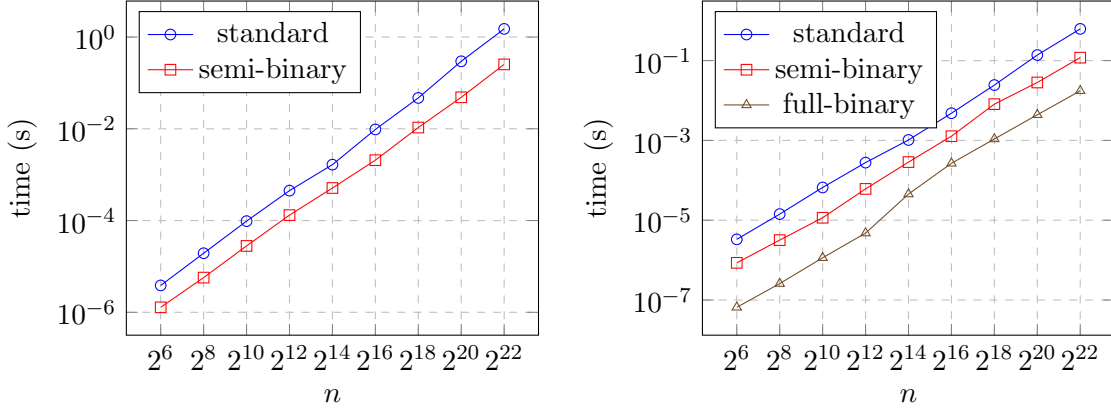 standard
semi-binary
10^0
10^{-2}
10^{-4}
10^{-6}
time (s)
2^6 2^8 2^{10} 2^{12} 2^{14} 2^{16} 2^{18} 2^{20} 2^{22}
n
standard
semi-binary
full-binary
10^{-1}
10^{-3}
10^{-5}
10^{-7}
time (s)
2^6 2^8 2^{10} 2^{12} 2^{14} 2^{16} 2^{18} 2^{20} 2^{22}
n